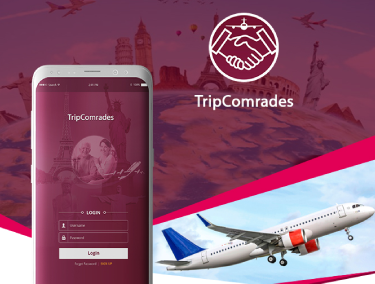 TripComrades
TripComrades
LOGIN
Username
Password
Login
Forgot Password? SIGN UP